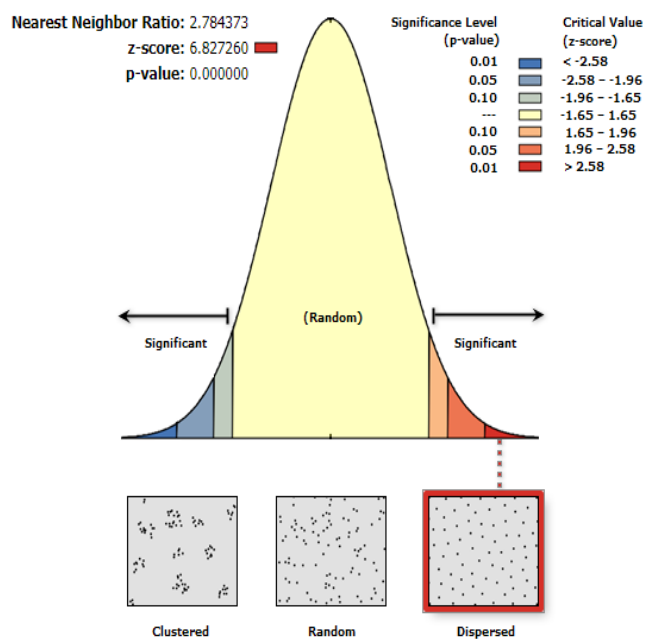 Nearest Neighbor Ratio: 2.784373
z-score: 6.827260
p-value: 0.000000
Significance Level
(p-value)
Critical Value
(z-score)
0.01 < -2.58
0.05 -2.58 – -1.96
0.10 -1.96 – -1.65
--- -1.65 – 1.65
0.10 1.65 – 1.96
0.05 1.96 – 2.58
0.01 > 2.58
(Random)
Significant
Significant
Clustered
Random
Dispersed